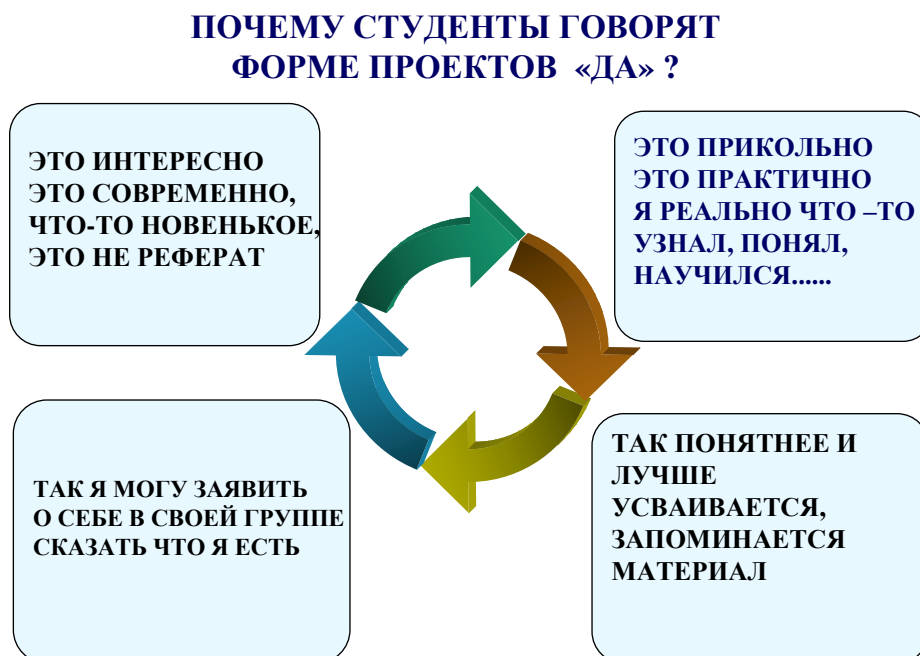 ПОЧЕМУ СТУДЕНТЫ ГОВОРЯТ
ФОРМЕ ПРОЕКТОВ «ДА» ?
ЭТО ИНТЕРЕСНО
ЭТО СОВРЕМЕННО,
ЧТО-ТО НОВЕНЬКОЕ,
ЭТО НЕ РЕФЕРАТ
ЭТО ПРИКОЛЬНО
ЭТО ПРАКТИЧНО
Я РЕАЛЬНО ЧТО –ТО
УЗНАЛ, ПОНЯЛ,
НАУЧИЛСЯ......
ТАК Я МОГУ ЗАЯВИТЬ
О СЕБЕ В СВОЕЙ ГРУППЕ
СКАЗАТЬ ЧТО Я ЕСТЬ
ТАК ПОНЯТНЕЕ И
ЛУЧШЕ
УСВАИВАЕТСЯ,
ЗАПОМИНАЕТСЯ
МАТЕРИАЛ